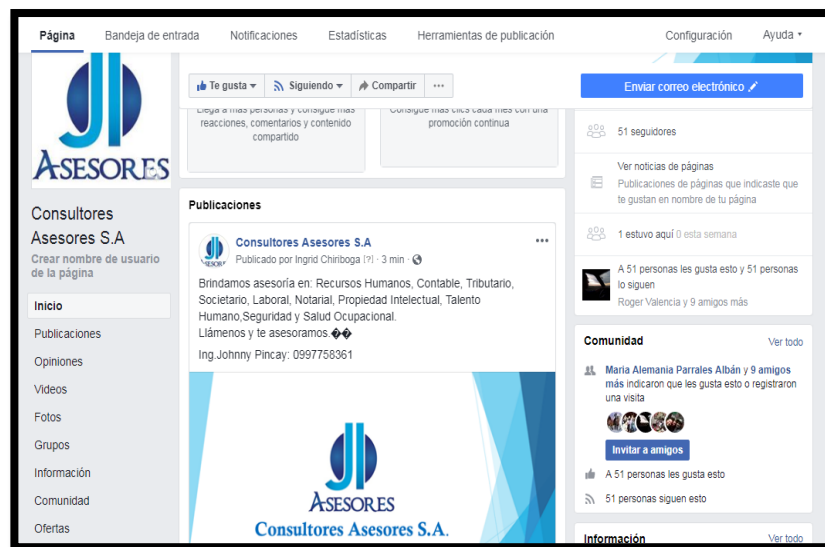 Página Bandeja de entrada Notificaciones Estadísticas Herramientas de publicación Configuración Ayuda
Te gusta Siguiendo Compartir ...
Enviar correo electrónico
ASESORES
Consultores
Asesores S.A
Crear nombre de usuario
de la página
Inicio
Publicaciones
Opiniones
Videos
Fotos
Grupos
Información
Comunidad
Ofertas
Llega a más personas y consigue más
reacciones, comentarios y contenido
compartido
Consigue más clics cada mes con una
promoción continua
Publicaciones
Consultores Asesores S.A
Publicado por Ingrid Chiriboga [?] · 3 min ·
Brindamos asesoría en: Recursos Humanos, Contable, Tributario,
Societario, Laboral, Notarial, Propiedad Intelectual, Talento
Humano,Seguridad y Salud Ocupacional.
Llámenos y te asesoramos.��
Ing.Johnny Pincay: 0997758361
ASESORES
Consultores Asesores S.A.
51 seguidores
Ver noticias de páginas
Publicaciones de páginas que indicaste que
te gustan en nombre de tu página
1 estuvo aquí 0 esta semana
A 51 personas les gusta esto y 51 personas
lo siguen
Roger Valencia y 9 amigos más
Comunidad Ver todo
Maria Alemania Parrales Albán y 9 amigos
más indicaron que les gusta esto o registraron
una visita
Invitar a amigos
A 51 personas les gusta esto
51 personas siguen esto
Información Ver todo